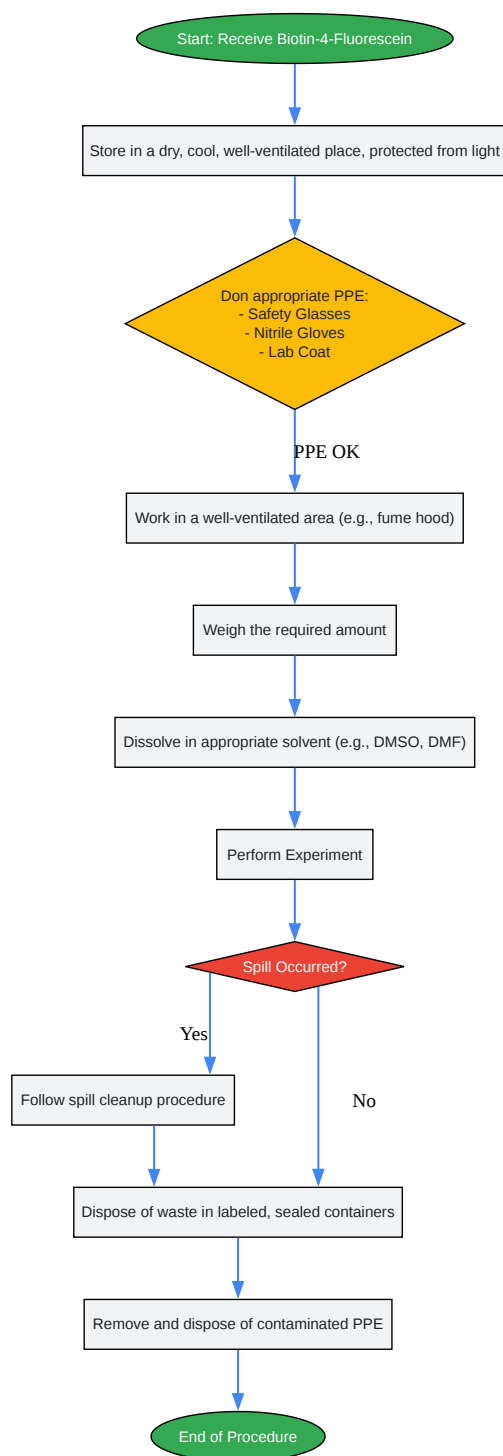 Start: Receive Biotin-4-Fluorescein
Store in a dry, cool, well-ventilated place, protected from light
Don appropriate PPE:
- Safety Glasses
- Nitrile Gloves
- Lab Coat
PPE OK
Work in a well-ventilated area (e.g., fume hood)
Weigh the required amount
Dissolve in appropriate solvent (e.g., DMSO, DMF)
Perform Experiment
Spill Occurred?
Yes
Follow spill cleanup procedure
No
Dispose of waste in labeled, sealed containers
Remove and dispose of contaminated PPE
End of Procedure